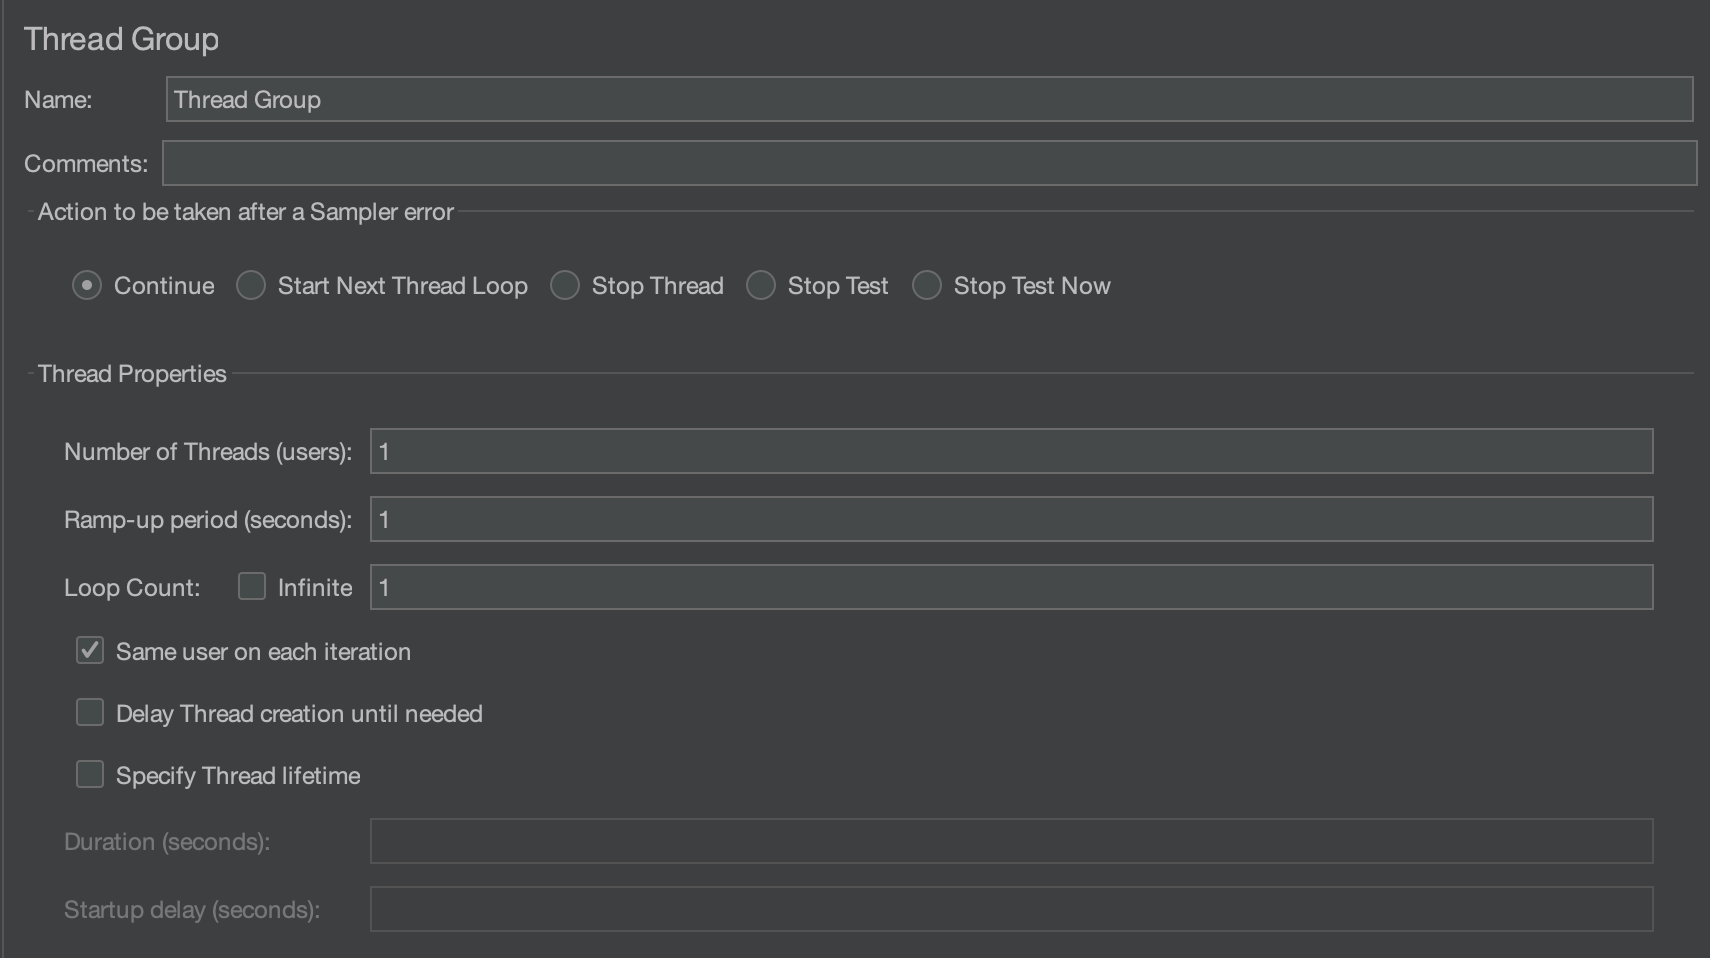 Thread Group
Name: Thread Group
Comments:
Action to be taken after a Sampler error
Continue Start Next Thread Loop Stop Thread Stop Test Stop Test Now
Thread Properties
Number of Threads (users): 1
Ramp-up period (seconds): 1
Loop Count: Infinite 1
Same user on each iteration
Delay Thread creation until needed
Specify Thread lifetime
Duration (seconds):
Startup delay (seconds):